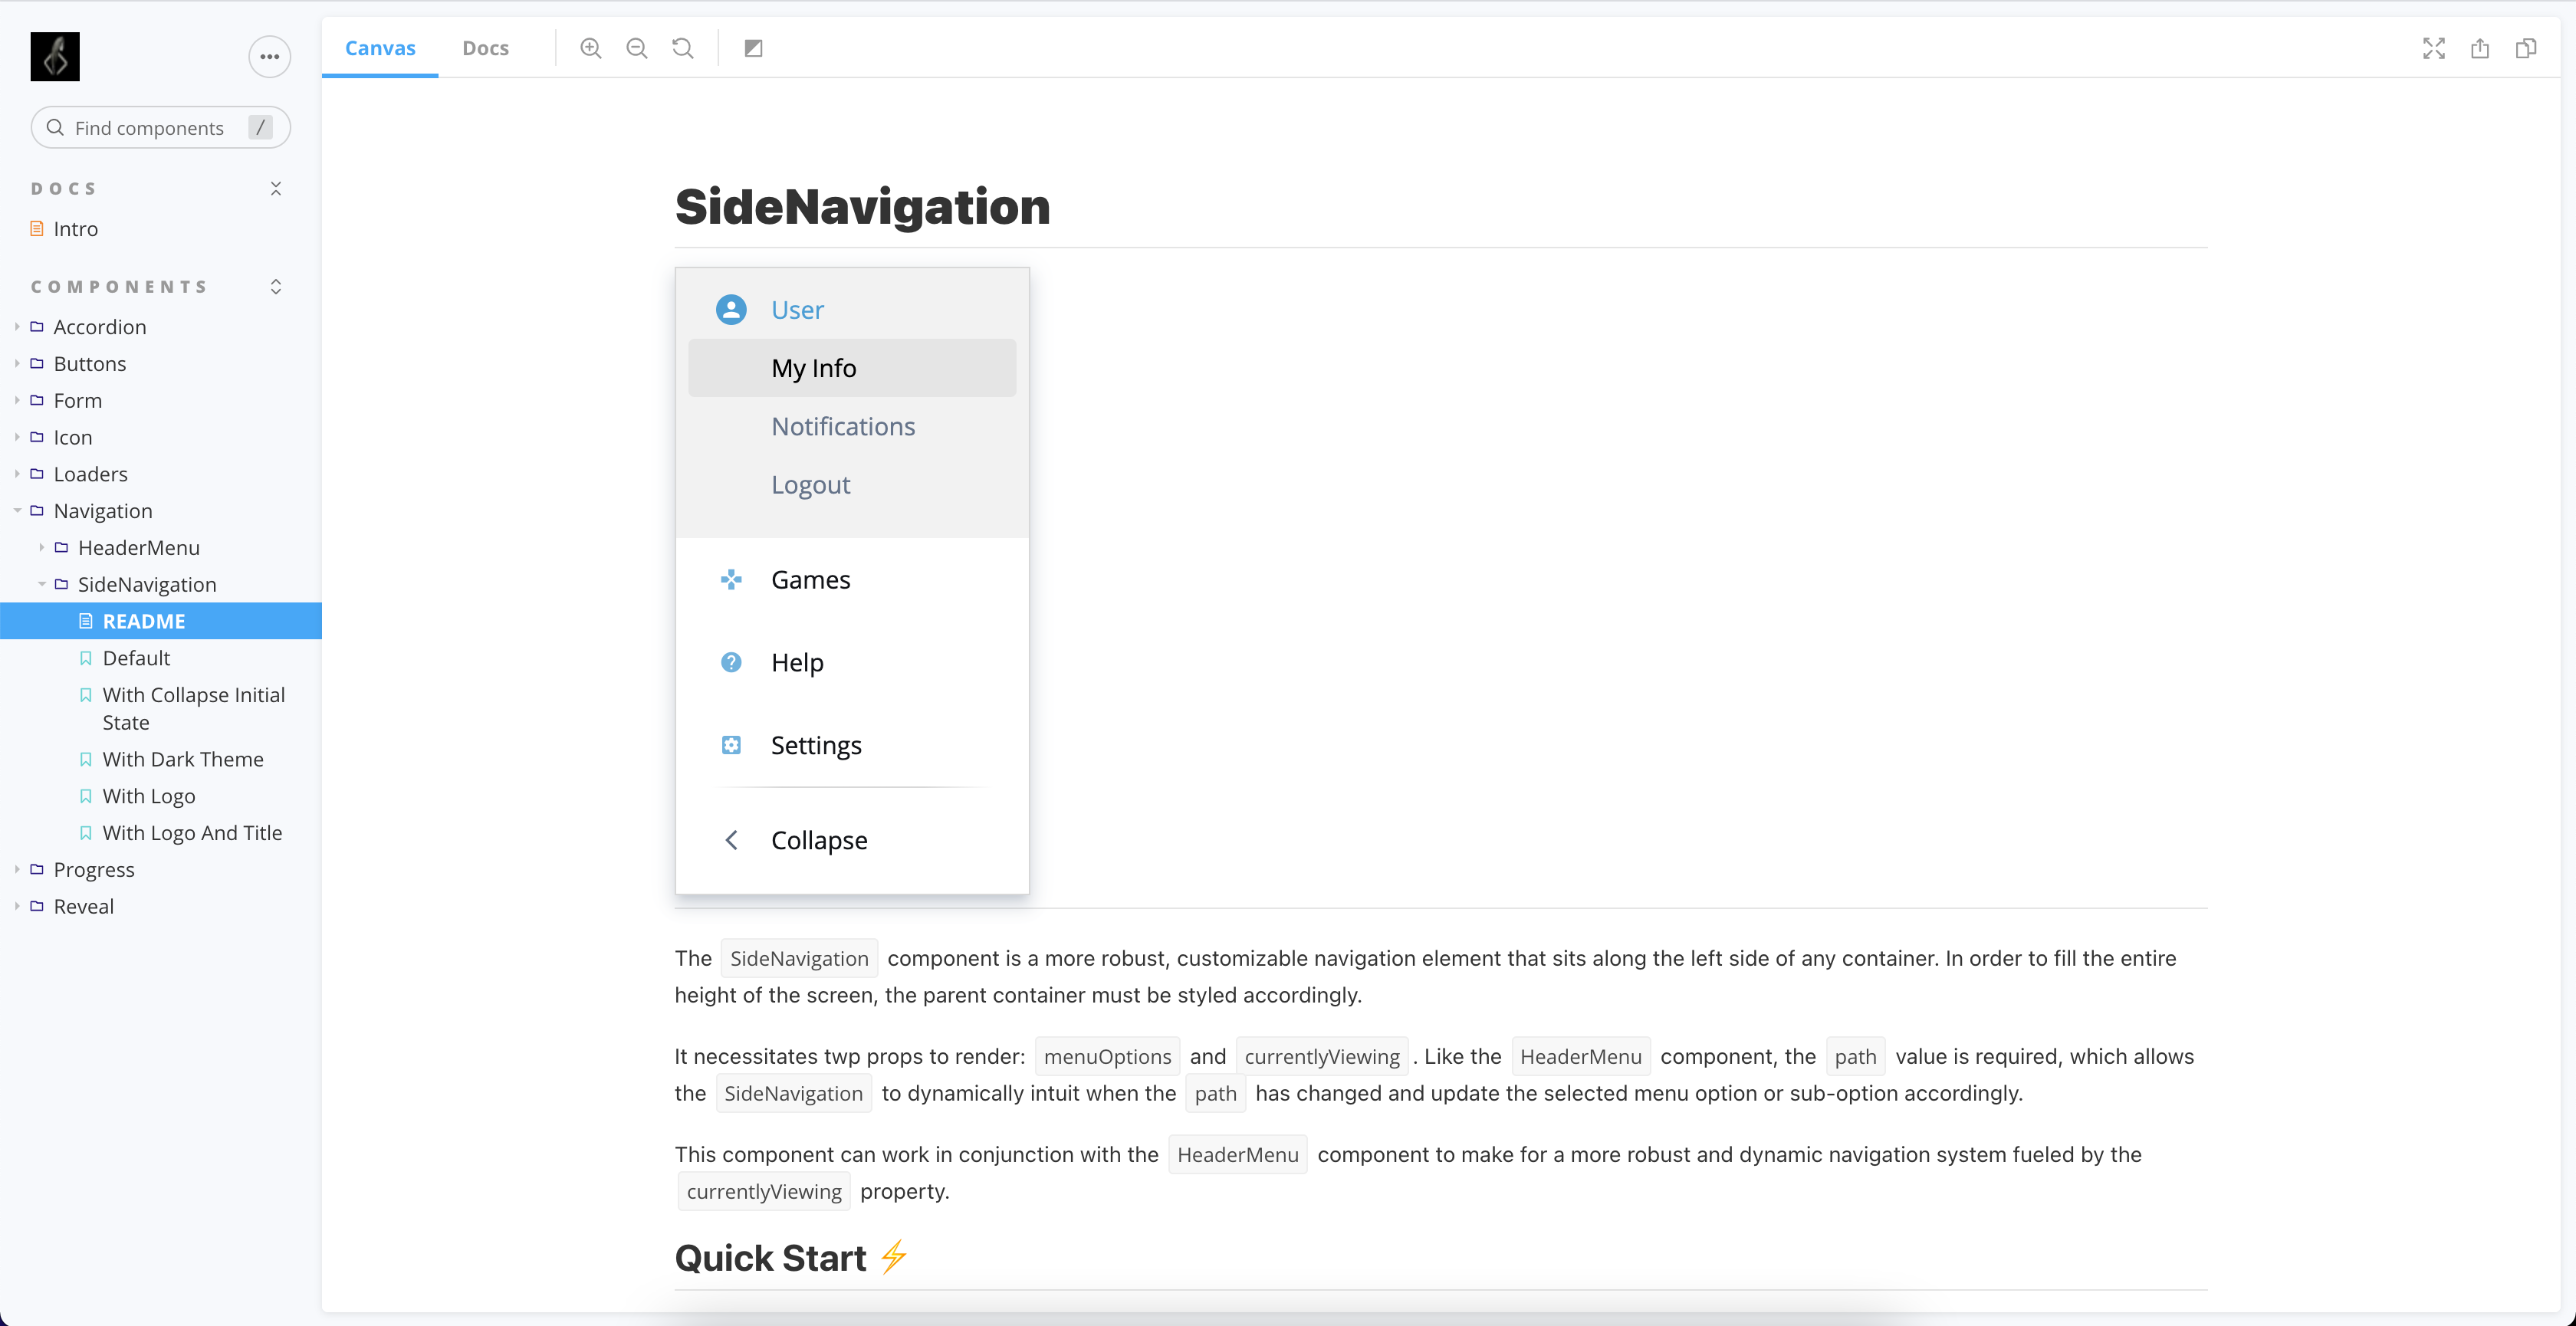 Find components /
DOCS
Intro
COMPONENTS
Accordion
Buttons
Form
Icon
Loaders
Navigation
HeaderMenu
SideNavigation
README
Default
With Collapse Initial
State
With Dark Theme
With Logo
With Logo And Title
Progress
Reveal
Canvas Docs
SideNavigation
User
My Info
Notifications
Logout
Games
Help
Settings
Collapse
The SideNavigation component is a more robust, customizable navigation element that sits along the left side of any container. In order to fill the entire
height of the screen, the parent container must be styled accordingly.
It necessitates twp props to render: menuOptions and currentlyViewing . Like the HeaderMenu component, the path value is required, which allows
the SideNavigation to dynamically intuit when the path has changed and update the selected menu option or sub-option accordingly.
This component can work in conjunction with the HeaderMenu component to make for a more robust and dynamic navigation system fueled by the
currentlyViewing property.
Quick Start ⚡